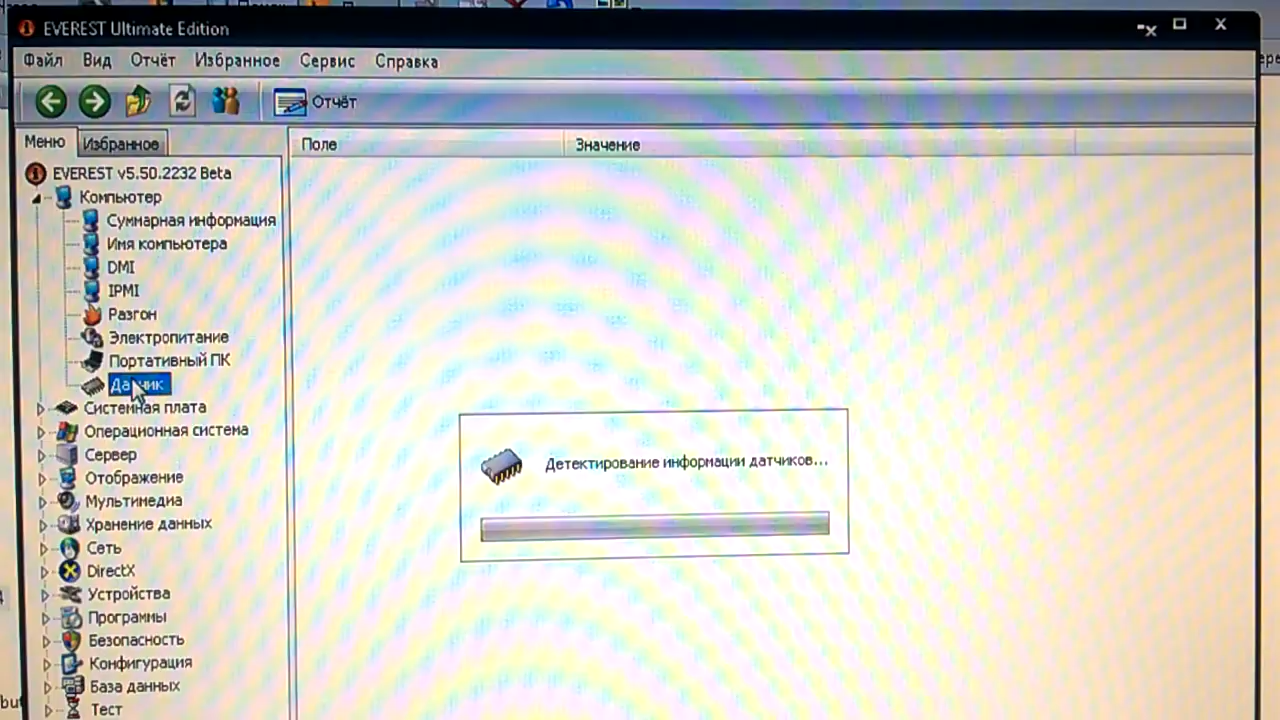 EVEREST Ultimate Edition
Файл Вид Отчёт Избранное Сервис Справка
Отчёт
Меню Избранное Поле Значение
EVEREST v5.50.2232 Beta
Компьютер
Суммарная информация
Имя компьютера
DMI
IPMI
Разгон
Электропитание
Портативный ПК
Датчик
Системная плата
Операционная система
Сервер
Отображение
Мультимедиа
Хранение данных
Сеть
DirectX
Устройства
Программы
Безопасность
Конфигурация
База данных
Тест
Детектирование информации датчиков...